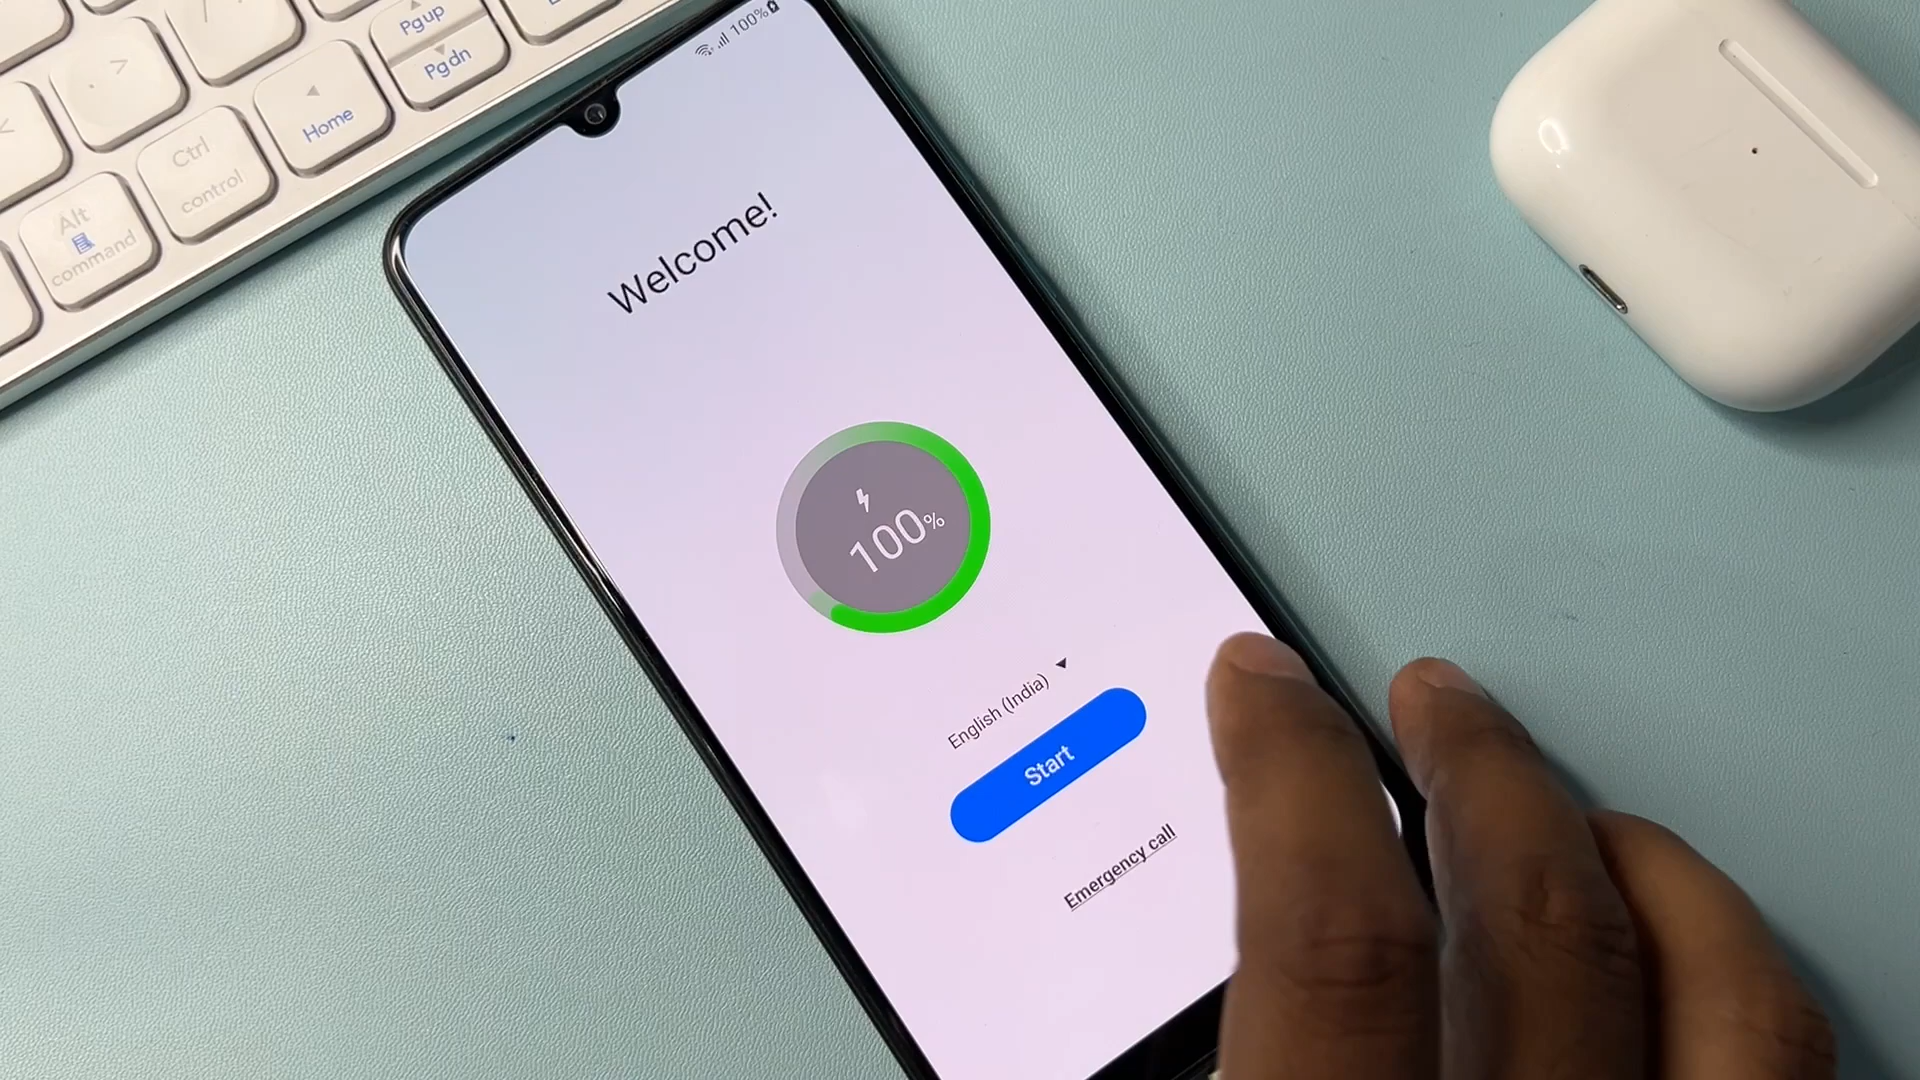 Pgup
Pgdn
Home
Ctrl
control
Alt
command
100%
Welcome!
100%
English (India)
Start
Emergency call